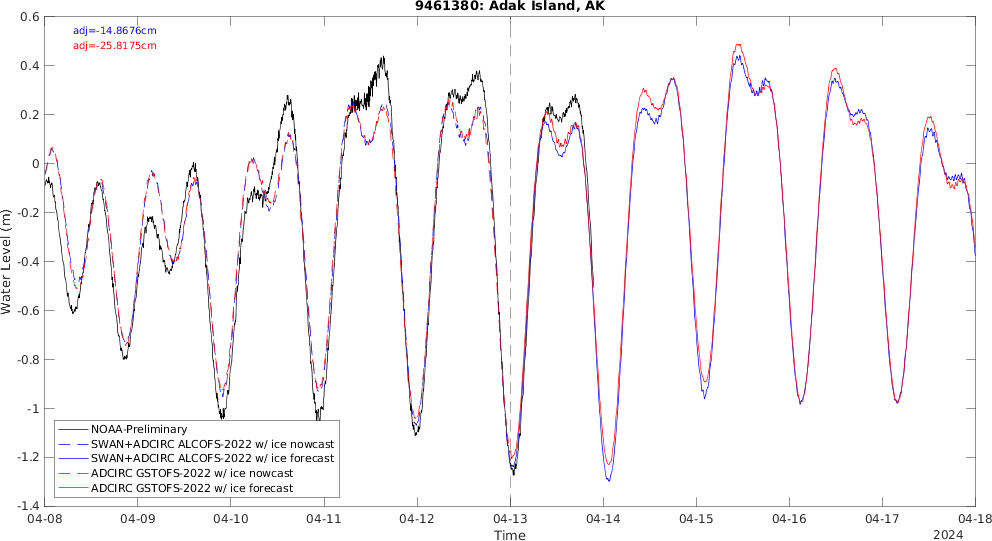 9461380: Adak Island, AK
adj=-14.8676cm
adj=-25.8175cm
0.6
0.4
0.2
0
-0.2
-0.4
-0.6
-0.8
-1
-1.2
-1.4
Water Level (m)
NOAA-Preliminary
SWAN+ADCIRC ALCOFS-2022 w/ ice nowcast
SWAN+ADCIRC ALCOFS-2022 w/ ice forecast
ADCIRC GSTOFS-2022 w/ ice nowcast
ADCIRC GSTOFS-2022 w/ ice forecast
04-08 04-09 04-10 04-11 04-12 04-13 04-14 04-15 04-16 04-17 04-18
Time
2024